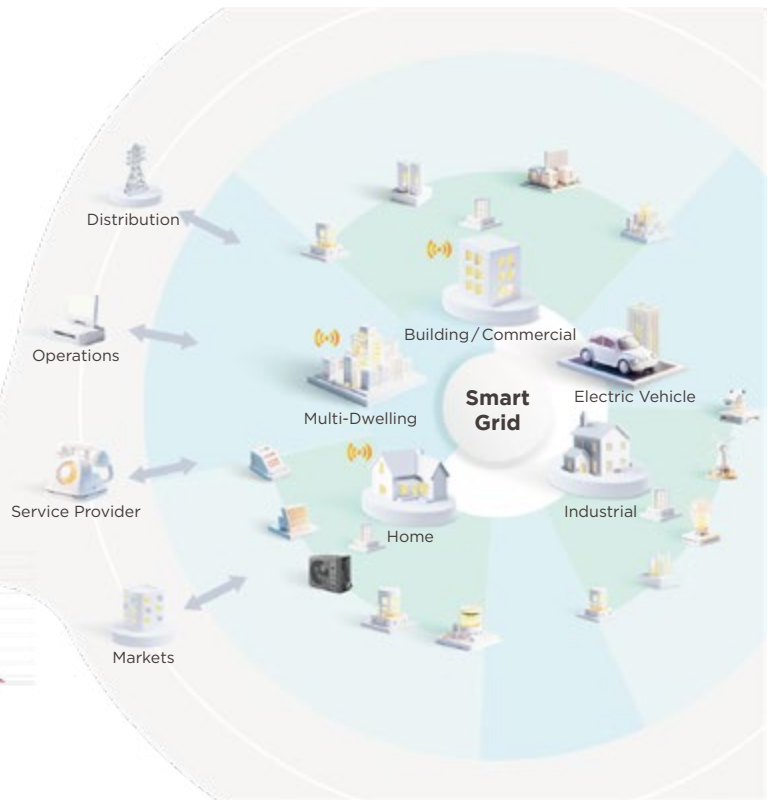 Distribution
Building / Commercial
Operations
Electric Vehicle
Smart
Grid
Multi-Dwelling
Service Provider
Industrial
Home
Markets